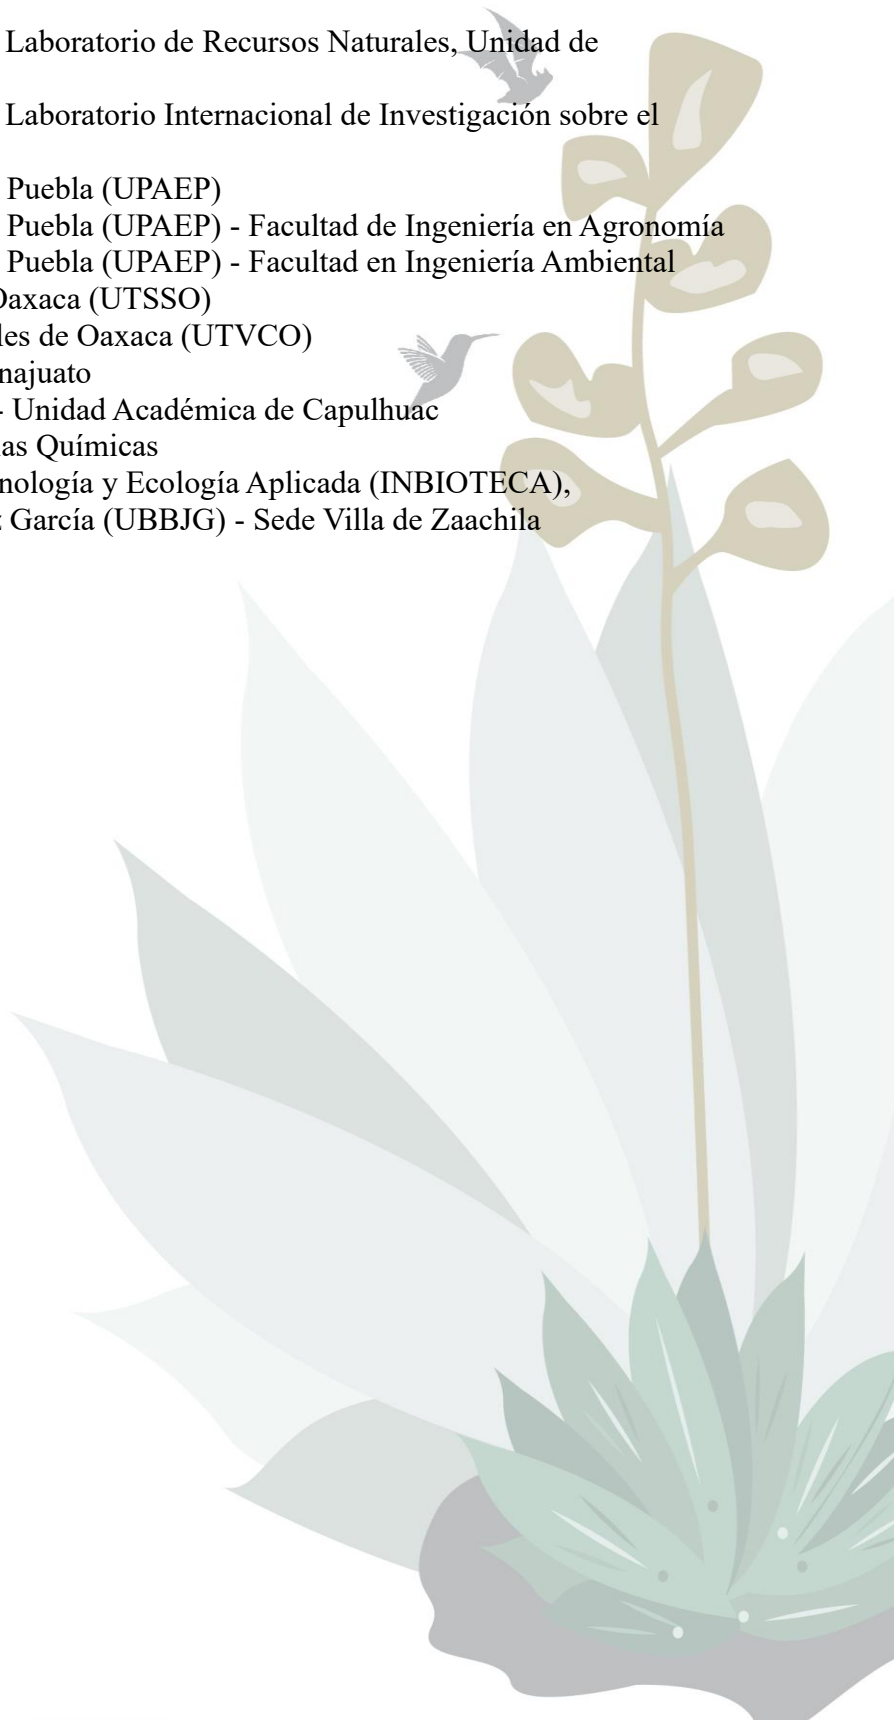 Laboratorio de Recursos Naturales, Unidad de
Laboratorio Internacional de Investigación sobre el
Puebla (UPAEP)
Puebla (UPAEP) - Facultad de Ingeniería en Agronomía
Puebla (UPAEP) - Facultad en Ingeniería Ambiental
Oaxaca (UTSSO)
les de Oaxaca (UTVCO)
najuato
- Unidad Académica de Capulhuac
ias Químicas
nología y Ecología Aplicada (INBIOTECA),
García (UBBJG) - Sede Villa de Zaachila